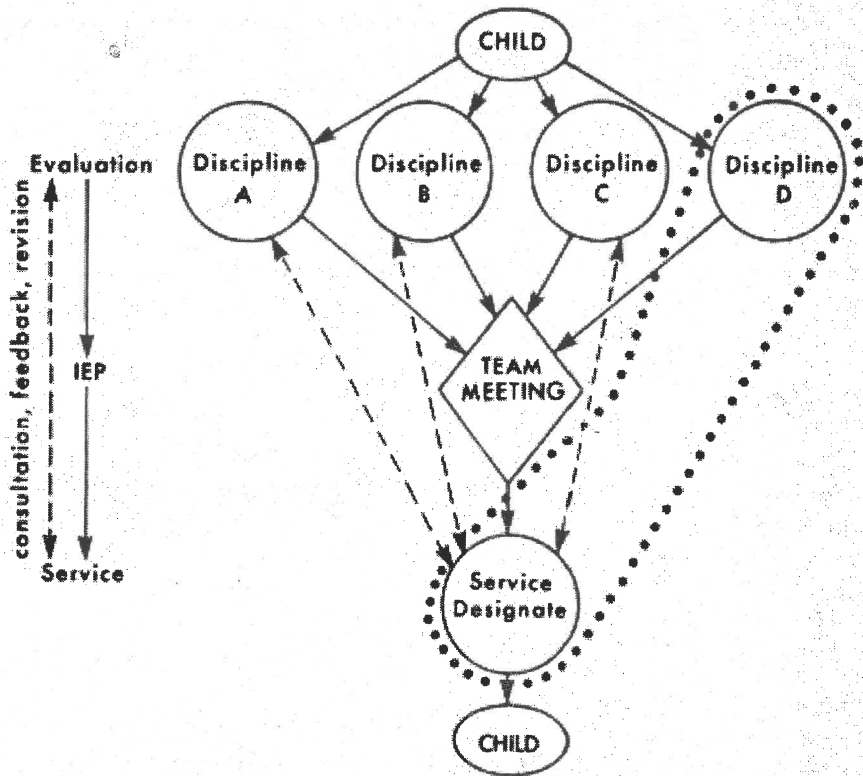 CHILD
Evaluation
Discipline
A
Discipline
B
Discipline
C
Discipline
D
consultation, feedback, revision
IEP
TEAM
MEETING
Service
Service
Designate
CHILD